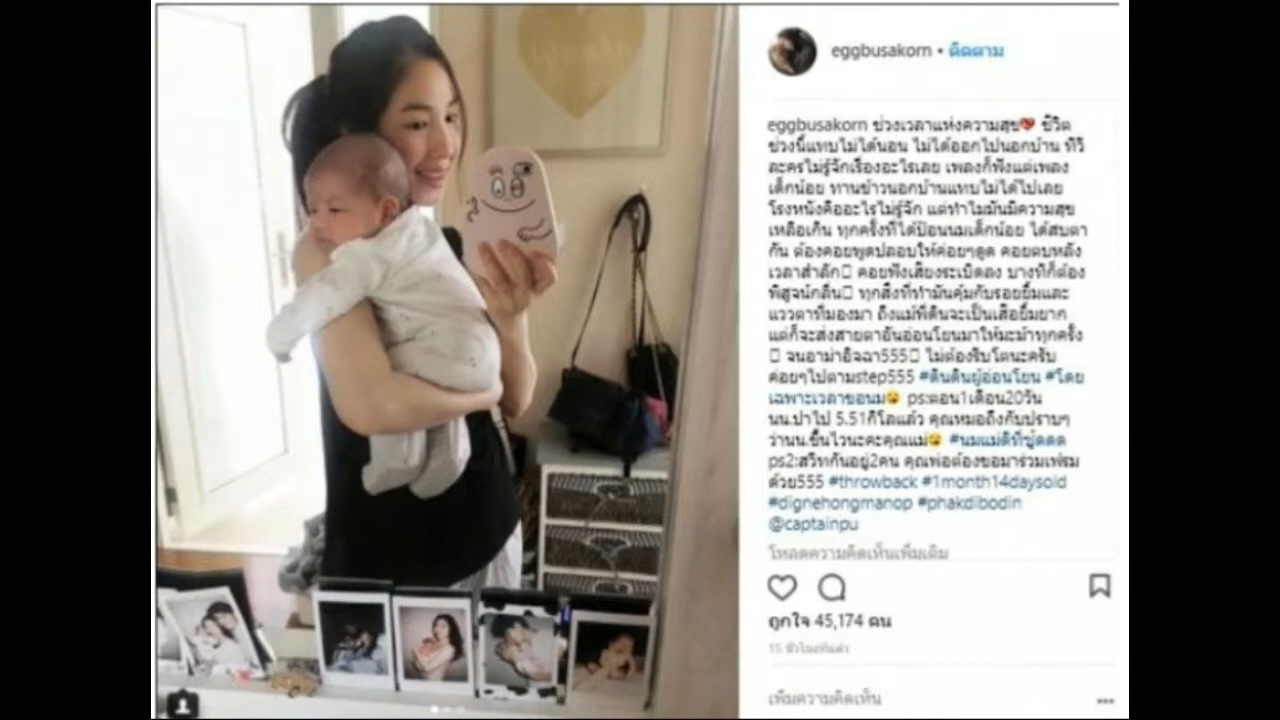 eggbusakorn • ติดตาม
eggbusakorn ช่วงเวลาแห่งความสุข💝 ชีวิต
ช่วงนี้แทบไม่ได้นอน ไม่ได้ออกไปนอกบ้าน ทีวี
ละครไม่รู้จักเรื่องอะไรเลย เพลงก็ฟังแต่เพลง
เด็กน้อย ทานข้าวนอกบ้านแทบไม่ได้ไปเลย
โรงหนังคืออะไรไม่รู้จัก แต่ทำไมมันมีความสุข
เหลือเกิน ทุกครั้งที่ได้ป้อนนมเด็กน้อย ได้สบตา
กัน ต้องคอยพูดปลอบให้ค่อยๆดูด คอยตบหลัง
เวลาสำลัก คอยฟังเสียงระเบิดลง บางทีก็ต้อง
พิสูจน์กลิ่น ทุกสิ่งที่ทำมันคุ้มกับรอยยิ้มและ
แววตาที่มองมา ถึงแม้พี่ดินจะเป็นเสือยิ้มยาก
แต่ก็จะส่งสายตาอันอ่อนโยนมาให้มะม้าทุกครั้ง
จนอาม่าอิจฉา555 ไม่ต้องรีบโตนะครับ
ค่อยๆไปตามstep555 #ดินดินผู้อ่อนโยน #โดย
เฉพาะเวลาขอนม😄 ps:ตอน1เดือน20วัน
นน.ปาไป 5.51กิโลแล้ว คุณหมอถึงกับปรามๆ
ว่านน.ขึ้นไวนะคะคุณแม่😄 #นมแม่ดีที่ซู้ดดด
ps2:สวีทกันอยู่2คน คุณพ่อต้องขอมาร่วมเฟรม
ด้วย555 #throwback #1month14daysold
#dignehongmanop #phakdibodin
@captainpu
โหลดความคิดเห็นเพิ่มเติม
ถูกใจ 45,174 คน
15 ชั่วโมงที่แล้ว
เพิ่มความคิดเห็น